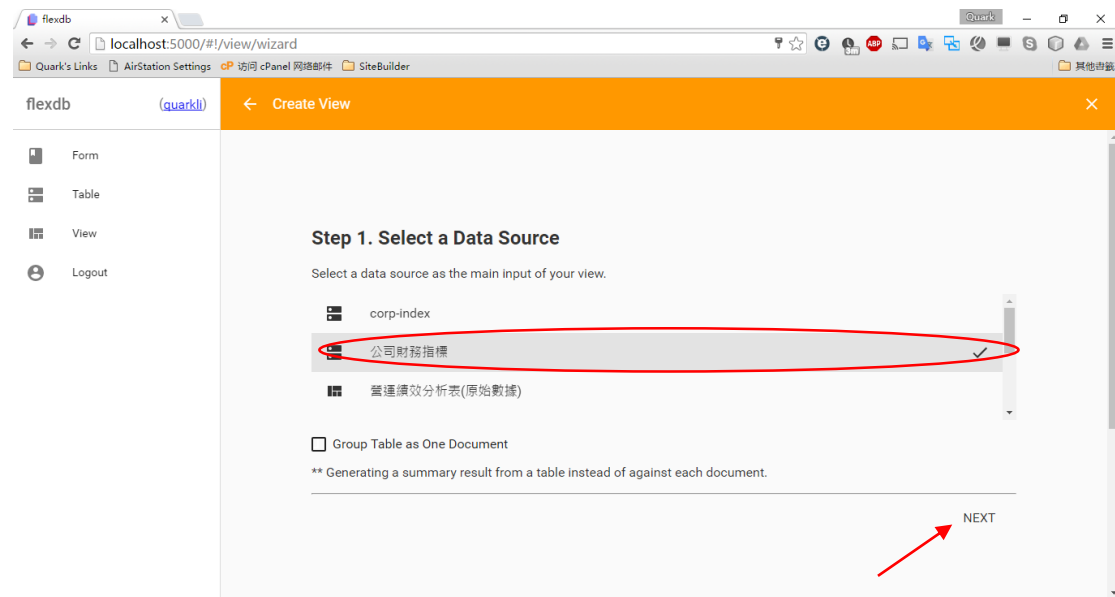 flexdb
Quark
localhost:5000/#!/view/wizard
Quark's Links AirStation Settings cP 访问 cPanel 网络邮件 SiteBuilder 其他書籤
flexdb (quarkli) Create View
Form
Table
View
Logout
Step 1. Select a Data Source
Select a data source as the main input of your view.
corp-index
公司財務指標
營運績效分析表(原始數據)
Group Table as One Document
** Generating a summary result from a table instead of against each document.
NEXT